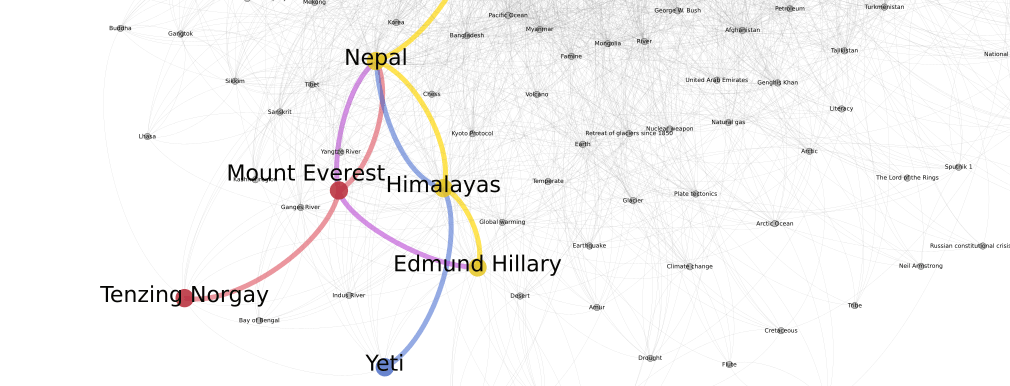 Mekong
George W. Bush
Petroleum
Turkmenistan
Pacific Ocean
Korea
Buddha
Gangtok
Bangladesh
Myanmar
Afghanistan
Mongolia
River
Tajikistan
National
Nepal
Famine
Sikkim
Tibet
United Arab Emirates
Genghis Khan
Chess
Volcano
Sanskrit
Literacy
Natural gas
Lhasa
Kyoto Protocol
Retreat of glaciers since 1850
Nuclear weapon
Earth
Yangtze River
Arctic
Sputnik 1
Mount Everest
The Lord of the Rings
Himalayas
Temperate
Plate tectonics
Glacier
Ganges River
Global warming
Arctic Ocean
Earthquake
Russian constitutional crisis
Edmund Hillary
Climate change
Neil Armstrong
Tenzing Norgay
Indus River
Desert
Amur
Tribe
Bay of Bengal
Cretaceous
Yeti
Drought
Flute